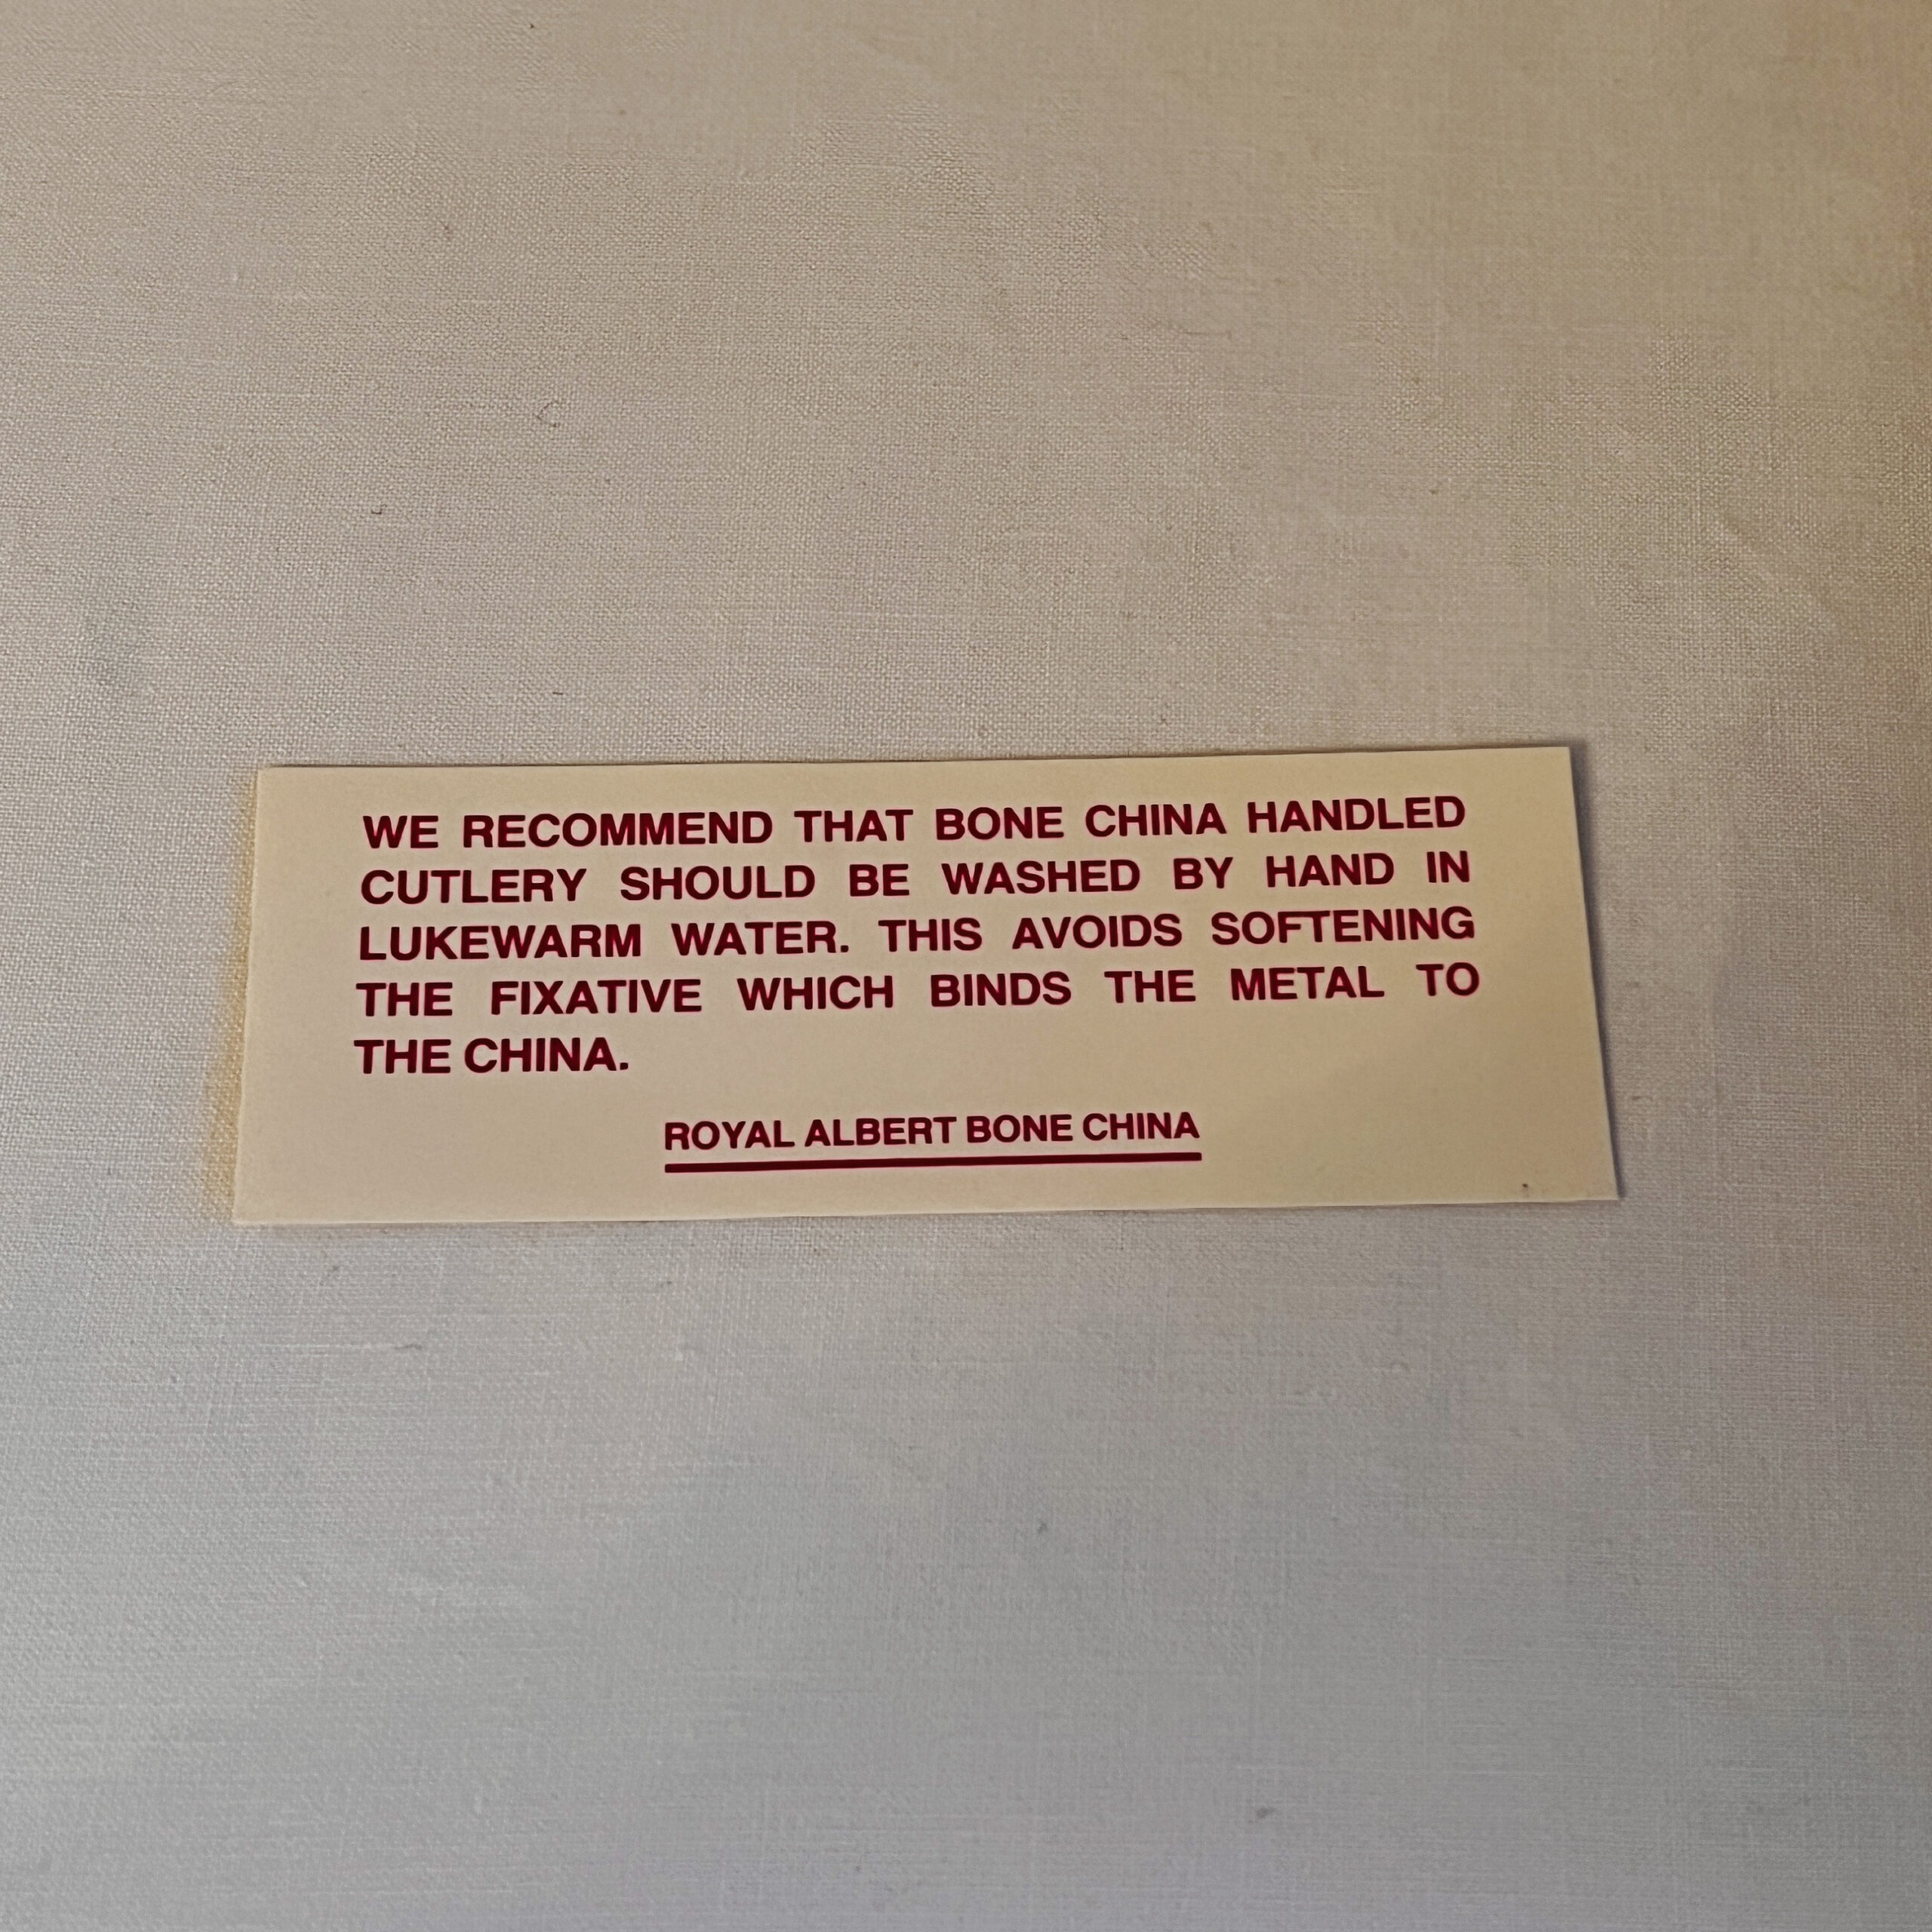 WE RECOMMEND THAT BONE CHINA HANDLED
CUTLERY SHOULD BE WASHED BY HAND IN
LUKEWARM WATER. THIS AVOIDS SOFTENING
THE FIXATIVE WHICH BINDS THE METAL TO
THE CHINA.
ROYAL ALBERT BONE CHINA